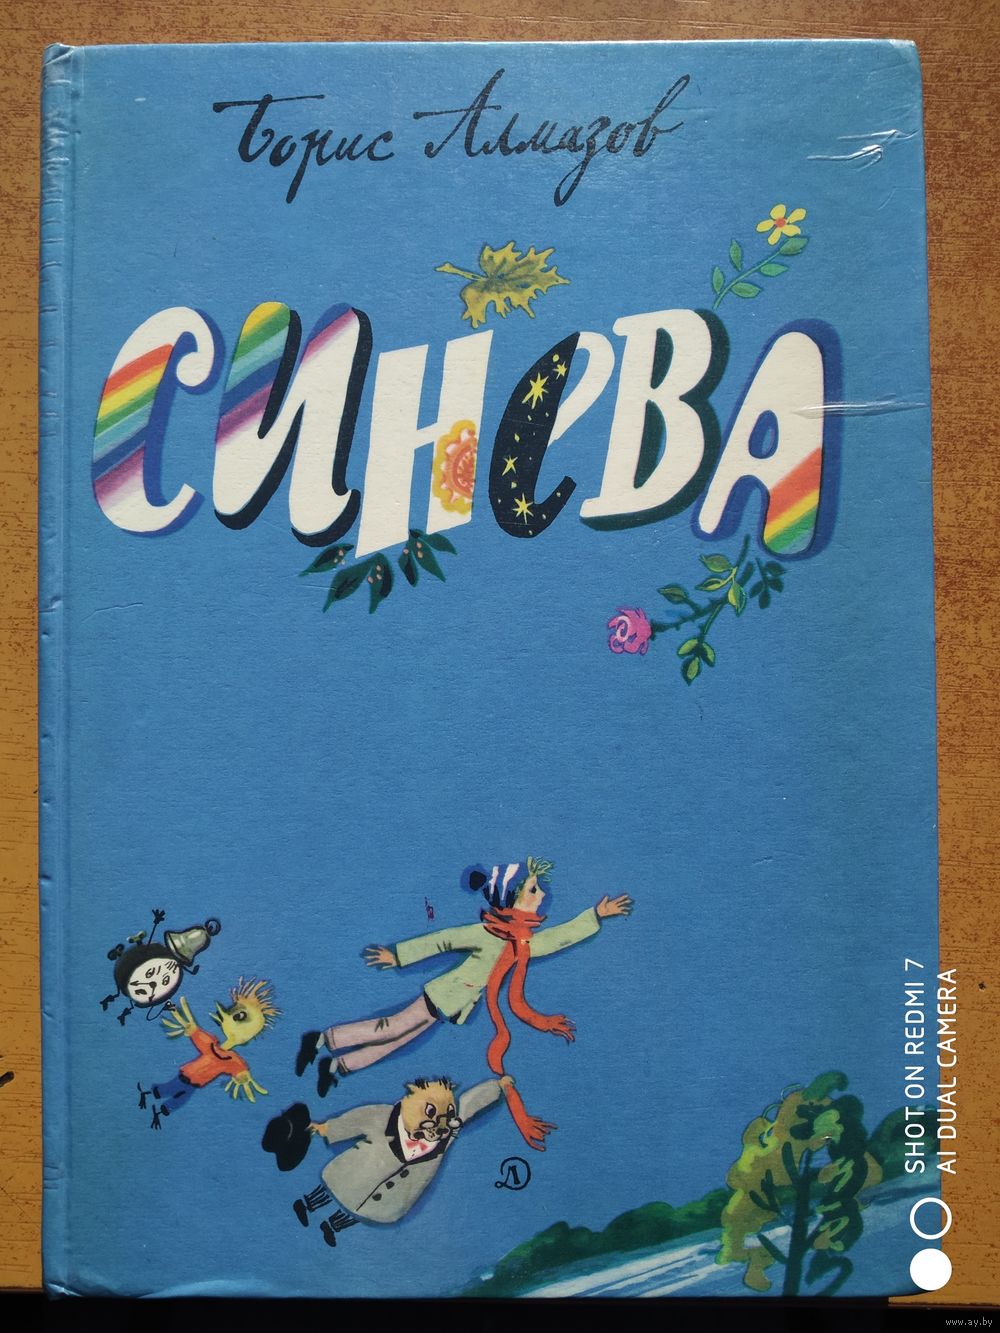 Борис Алмазов
СИНЕВА
Д
SHOT ON REDMI 7
AI DUAL CAMERA
www.ay.by